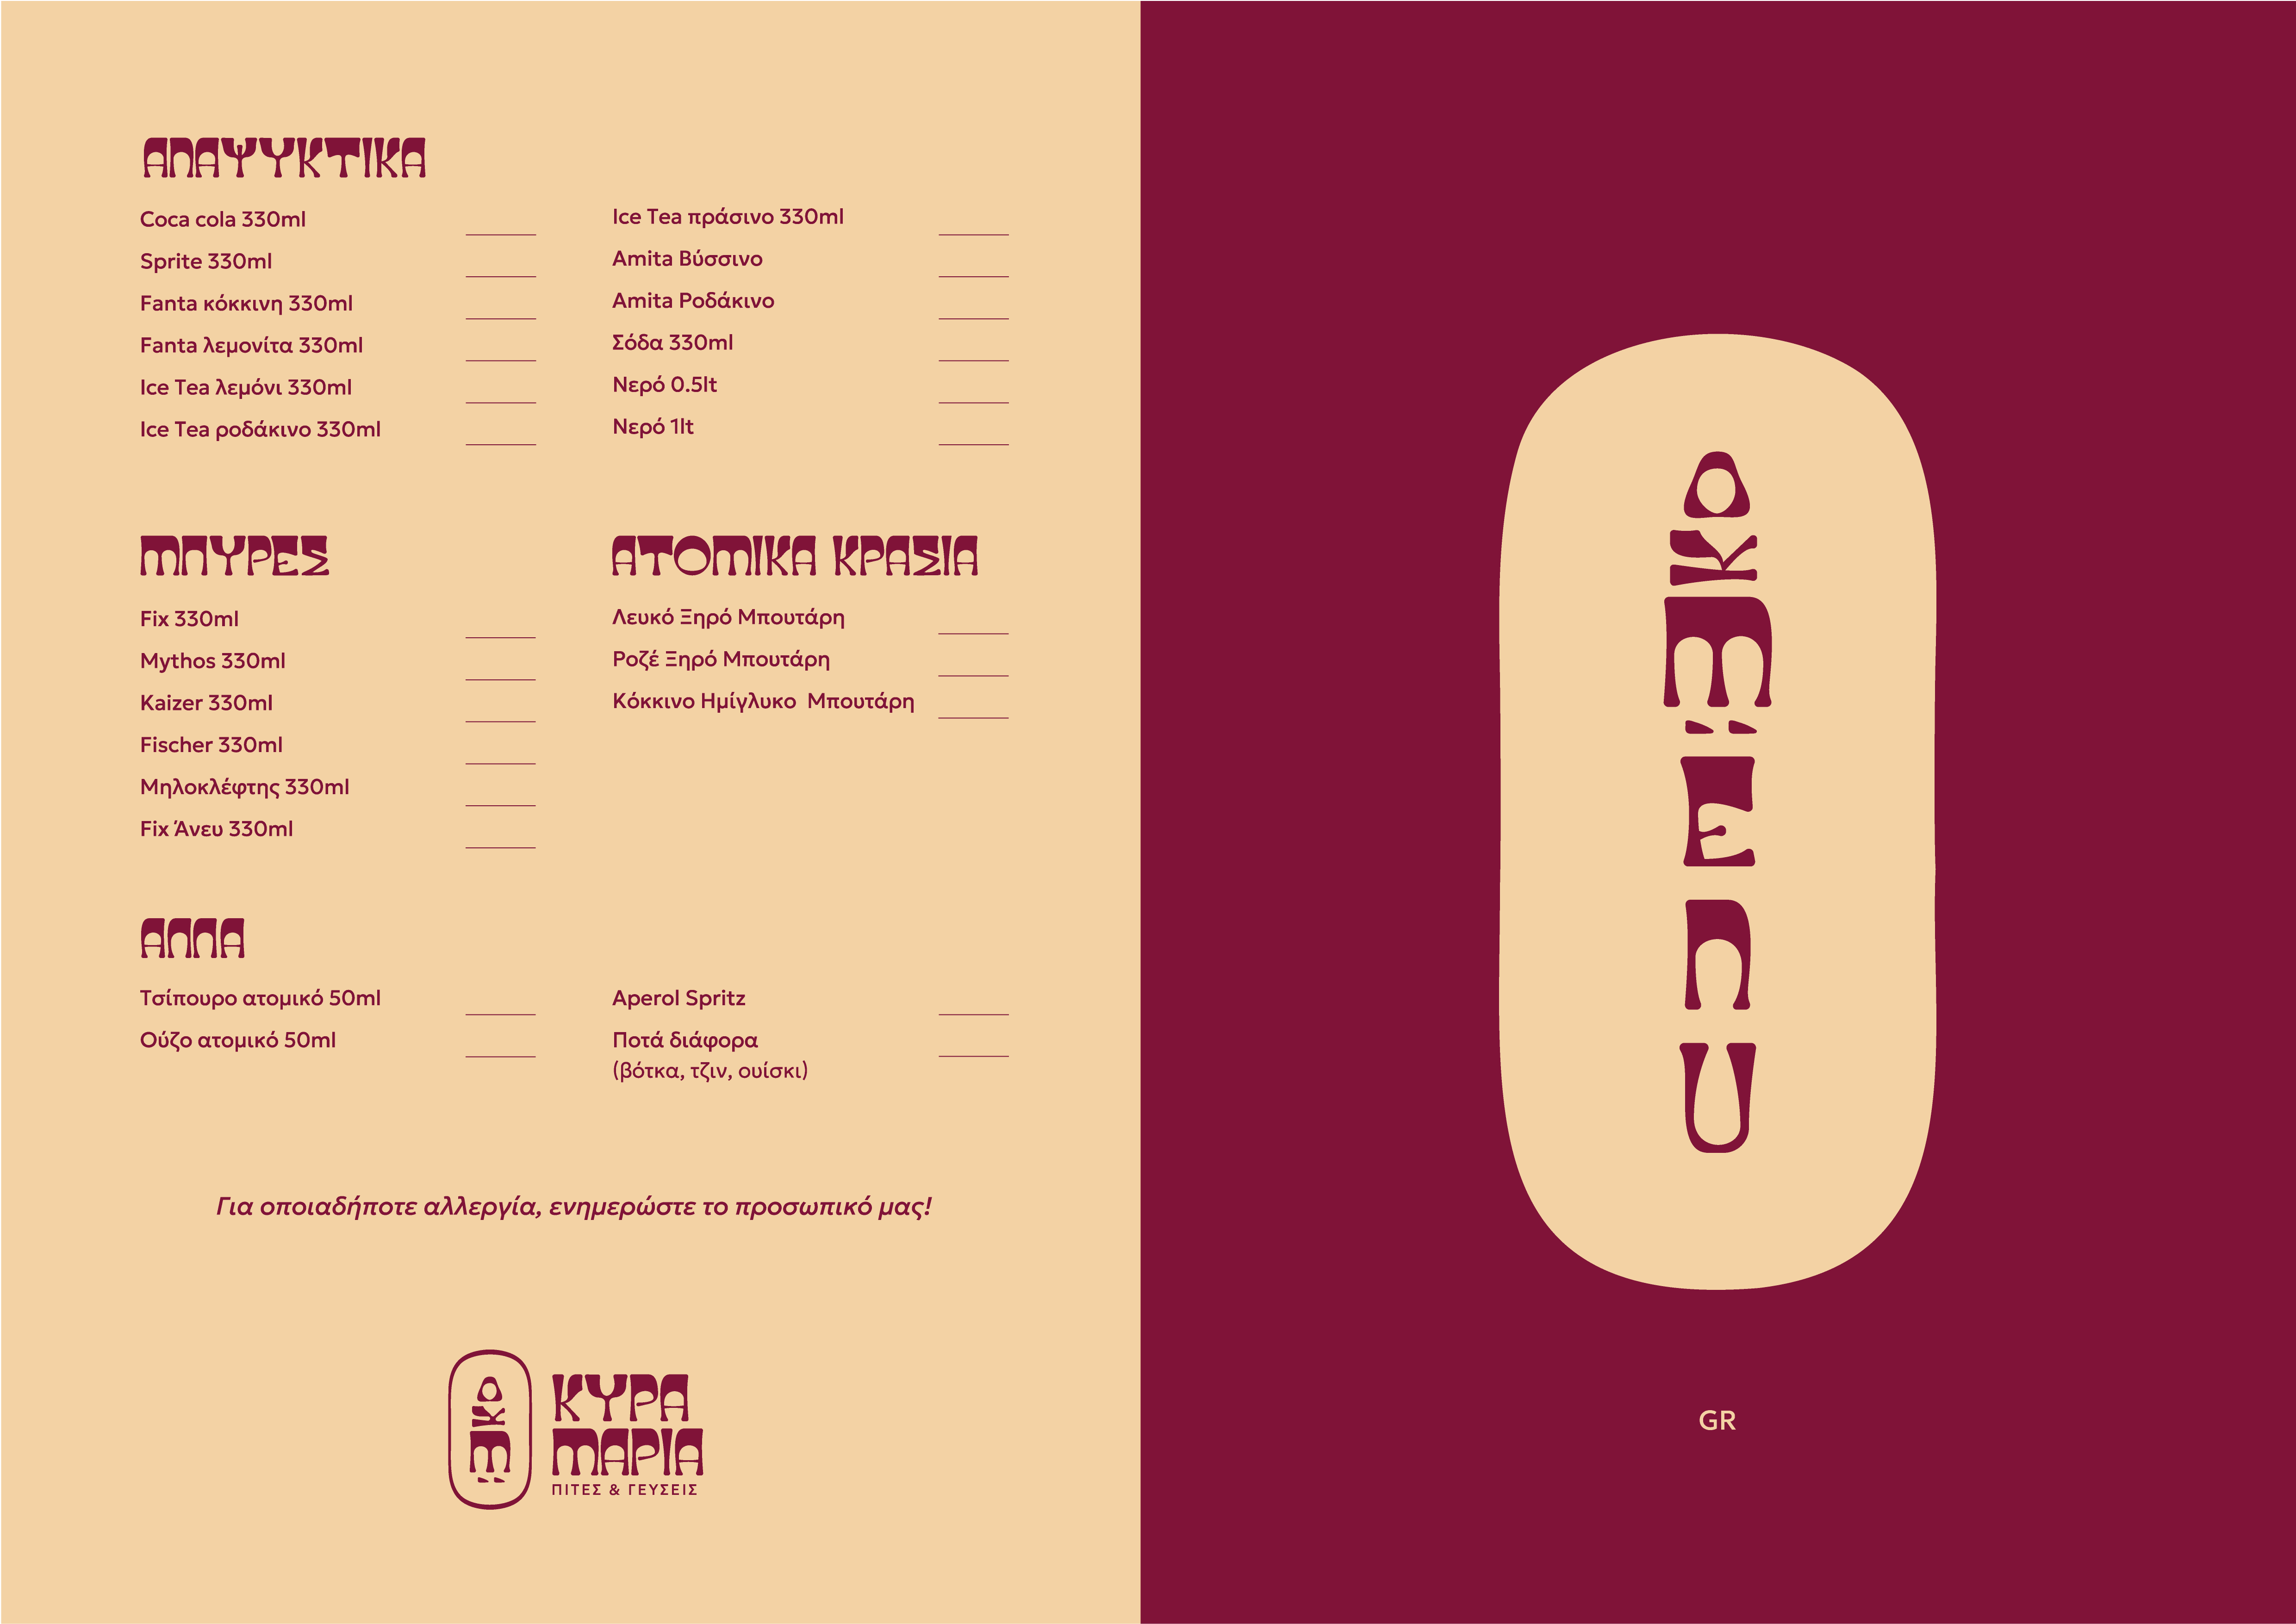 ΑΝΑΨΥΚΤΙΚΑ
Coca cola 330ml
Sprite 330ml
Fanta κόκκινη 330ml
Fanta λεμονίτα 330ml
Ice Tea λεμόνι 330ml
Ice Tea ροδάκινο 330ml
Ice Tea πράσινο 330ml
Amita Βύσσινο
Amita Ροδάκινο
Σόδα 330ml
Νερό 0.5lt
Νερό 1lt
ΜΠΥΡΕΣ
Fix 330ml
Mythos 330ml
Kaizer 330ml
Fischer 330ml
Μηλοκλέφτης 330ml
Fix Άνευ 330ml
ΑΤΟΜΙΚΑ ΚΡΑΣΙΑ
Λευκό Ξηρό Μπουτάρη
Ροζέ Ξηρό Μπουτάρη
Κόκκινο Ημίγλυκο Μπουτάρη
ΑΛΛΑ
Τσίπουρο ατομικό 50ml
Ούζο ατομικό 50ml
Aperol Spritz
Ποτά διάφορα
(βότκα, τζιν, ουίσκι)
Για οποιαδήποτε αλλεργία, ενημερώστε το προσωπικό μας!
ΚΥΡΑ
ΜΑΡΙΑ
ΠΙΤΕΣ & ΓΕΥΣΕΙΣ
MENU
GR